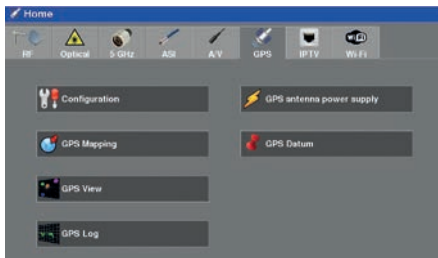 Home
RF Optical 5 GHz ASI A/V GPS IPTV Wi-Fi
Configuration GPS antenna power supply
GPS Mapping GPS Datum
GPS View
GPS Log